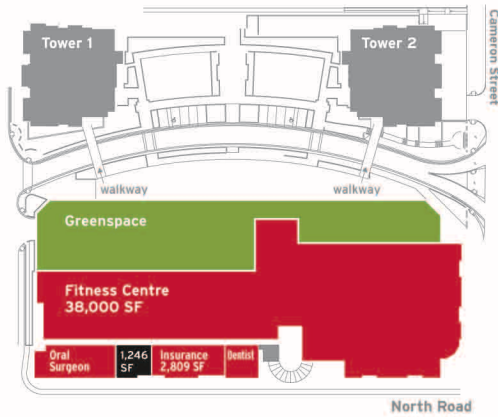 Tower 1
Tower 2
Cameron Street
walkway
walkway
Greenspace
Fitness Centre
38,000 SF
Oral
Surgeon
1,246
SF
Insurance
2,809 SF
Dentist
North Road